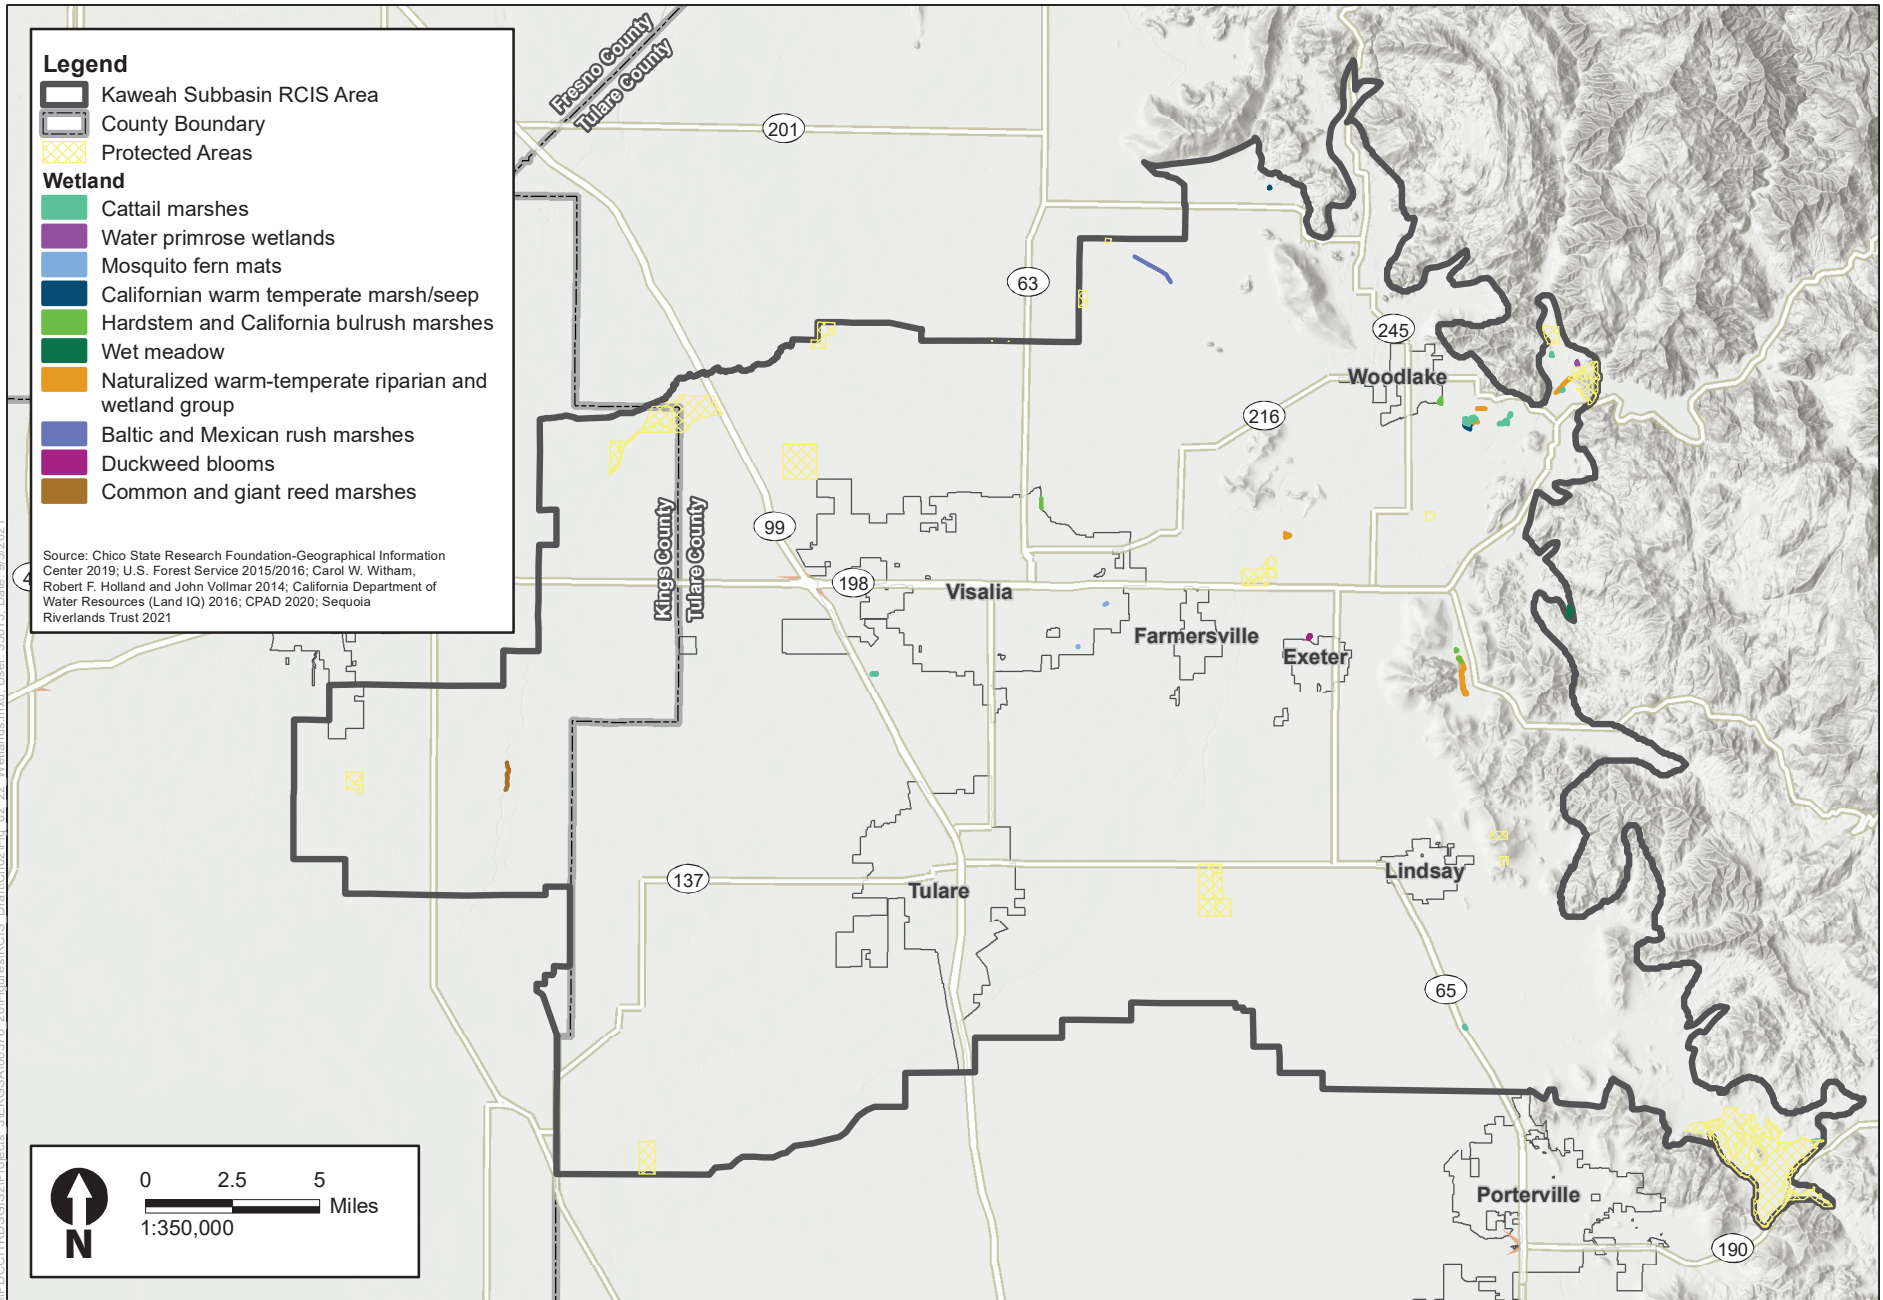 Legend
Kaweah Subbasin RCIS Area
County Boundary
Protected Areas
Wetland
Cattail marshes
Water primrose wetlands
Mosquito fern mats
Californian warm temperate marsh/seep
Hardstem and California bulrush marshes
Wet meadow
Naturalized warm-temperate riparian and
wetland group
Baltic and Mexican rush marshes
Duckweed blooms
Common and giant reed marshes
Source: Chico State Research Foundation-Geographical Information
Center 2019; U.S. Forest Service 2015/2016; Carol W. Witham,
Robert F. Holland and John Vollmar 2014; California Department of
Water Resources (Land IQ) 2016; CPAD 2020; Sequoia
Riverlands Trust 2021
Fresno County
Tulare County
201
63
245
Woodlake
216
99
Kings County
Tulare County
4
198
Visalia
Farmersville
Exeter
137
Tulare
Lindsay
65
Porterville
190
0 2.5 5
Miles
1:350,000
N